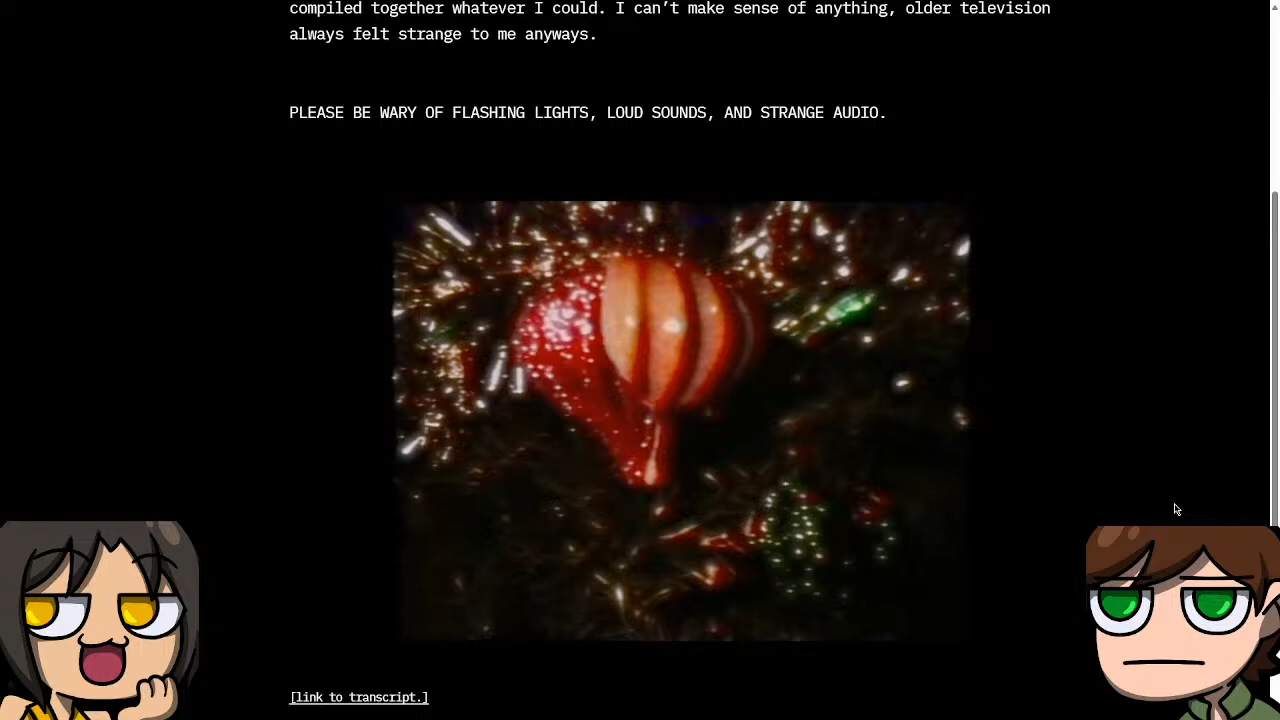 compiled together whatever I could. I can’t make sense of anything, older television
always felt strange to me anyways.
PLEASE BE WARY OF FLASHING LIGHTS, LOUD SOUNDS, AND STRANGE AUDIO.
[link to transcript.]